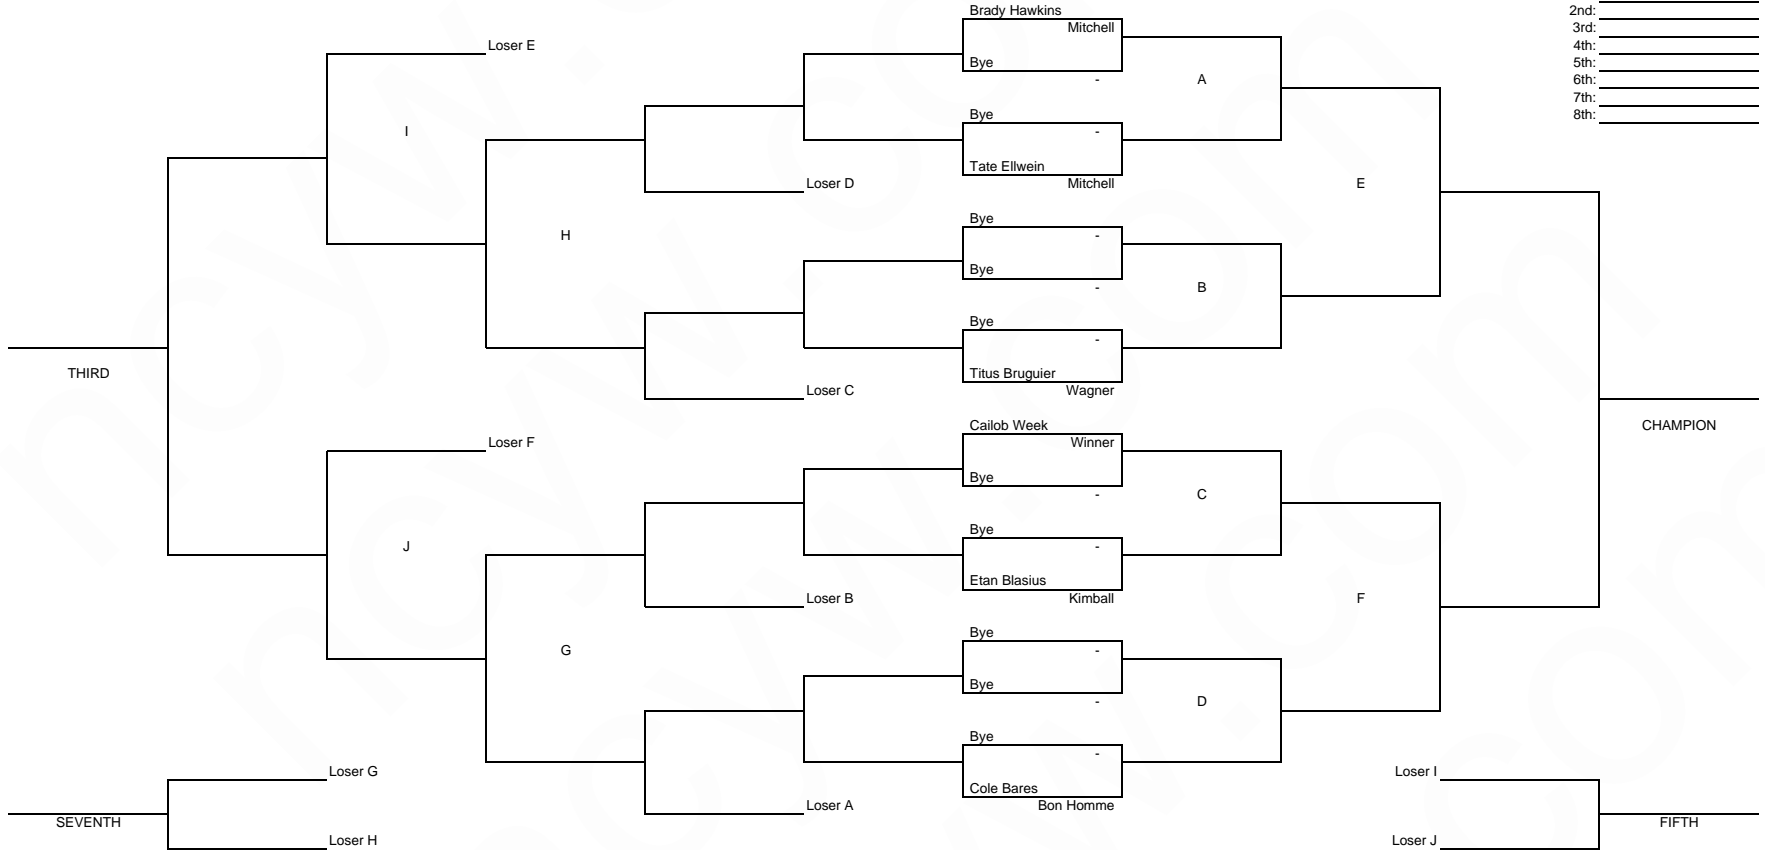 Brady Hawkins
2nd:
Mitchell
3rd:
Loser E
4th:
Bye
5th:
-
A
6th:
7th:
Bye
8th:
I
-
Tate Ellwein
Loser D
Mitchell
E
Bye
H
-
Bye
-
B
Bye
-
THIRD
Titus Bruguier
Loser C
Wagner
Cailob Week
CHAMPION
Loser F
Winner
Bye
-
C
Bye
J
-
Etan Blasius
Loser B
Kimball
F
Bye
G
-
Bye
-
D
Bye
-
Loser G
Loser I
Cole Bares
Loser A
Bon Homme
SEVENTH
FIFTH
Loser H
Loser J
ncyw.com